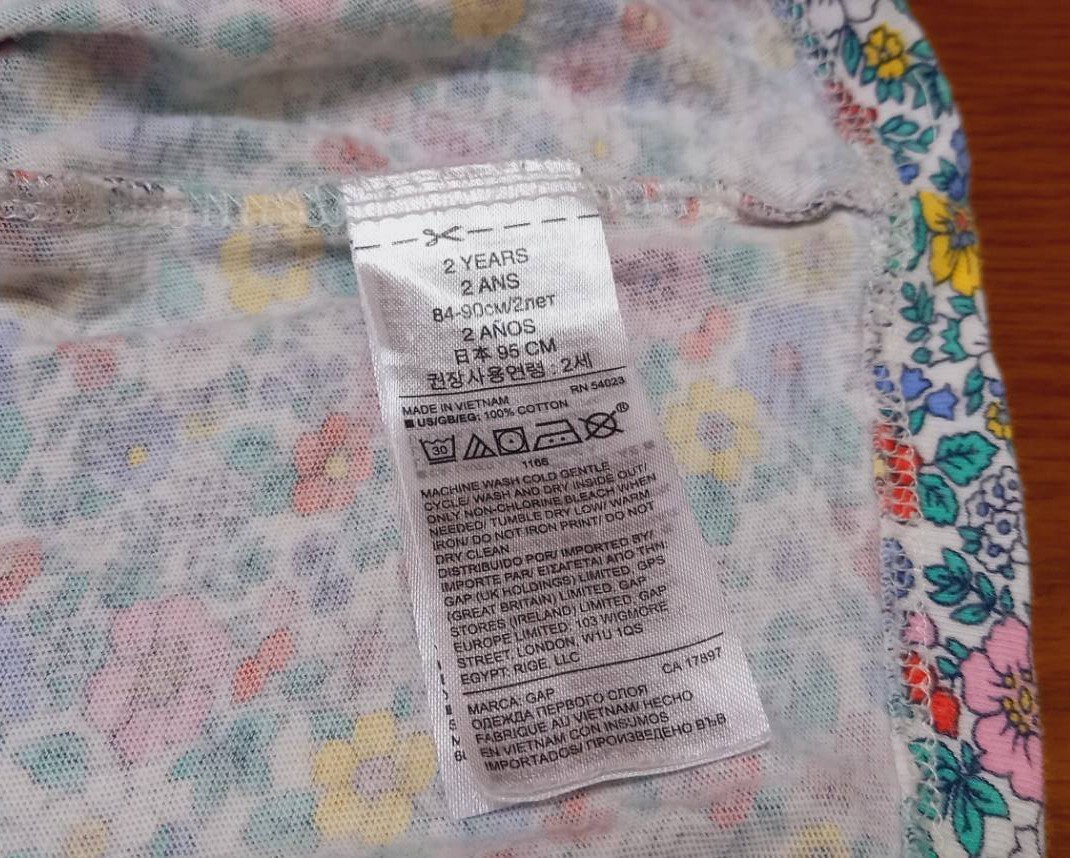 2 YEARS
2 ANS
84-90см/2лет
2 AÑOS
日本 95 CM
권장사용연령 : 2세
RN 54023
MADE IN VIETNAM
US/GB/EG: 100% COTTON
30
®
1166
MACHINE WASH COLD GENTLE
CYCLE/ WASH AND DRY INSIDE OUT/
ONLY NON-CHLORINE BLEACH WHEN
NEEDED/ TUMBLE DRY LOW/ WARM
IRON/ DO NOT IRON PRINT/ DO NOT
DRY CLEAN
DISTRIBUIDO POR/ IMPORTED BY/
IMPORTE PAR/ ΕΙΣΑΓΕΤΑΙ ΑΠΟ ΤΗΝ
GAP (UK HOLDINGS) LIMITED, GPS
(GREAT BRITAIN) LIMITED, GAP
STORES (IRELAND) LIMITED, GAP
EUROPE LIMITED; 103 WIGMORE
STREET, LONDON, W1U 1QS
EGYPT: RIGE, LLC
CA 17897
MARCA: GAP
ОДЕЖДА ПЕРВОГО СЛОЯ
FABRIQUE AU VIETNAM/ HECHO
EN VIETNAM CON INSUMOS
IMPORTADOS/ ПРОИЗВЕДЕНО ВЪВ